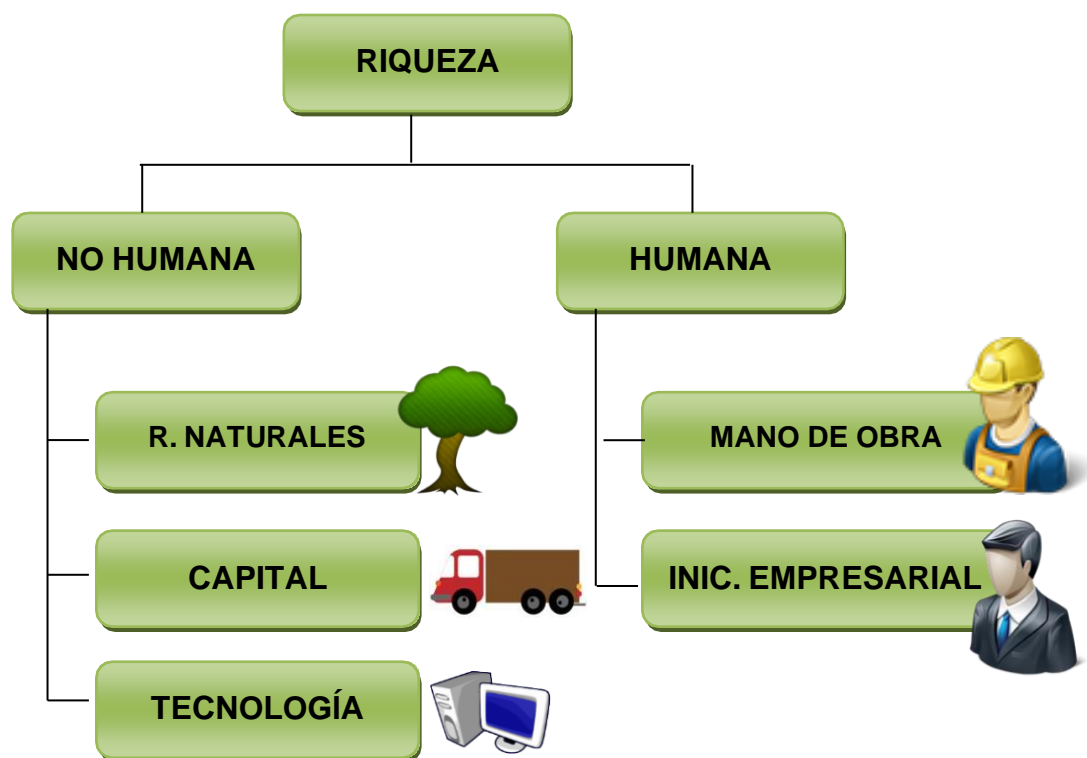 RIQUEZA
NO HUMANA
HUMANA
R. NATURALES
MANO DE OBRA
CAPITAL
INIC. EMPRESARIAL
TECNOLOGÍA